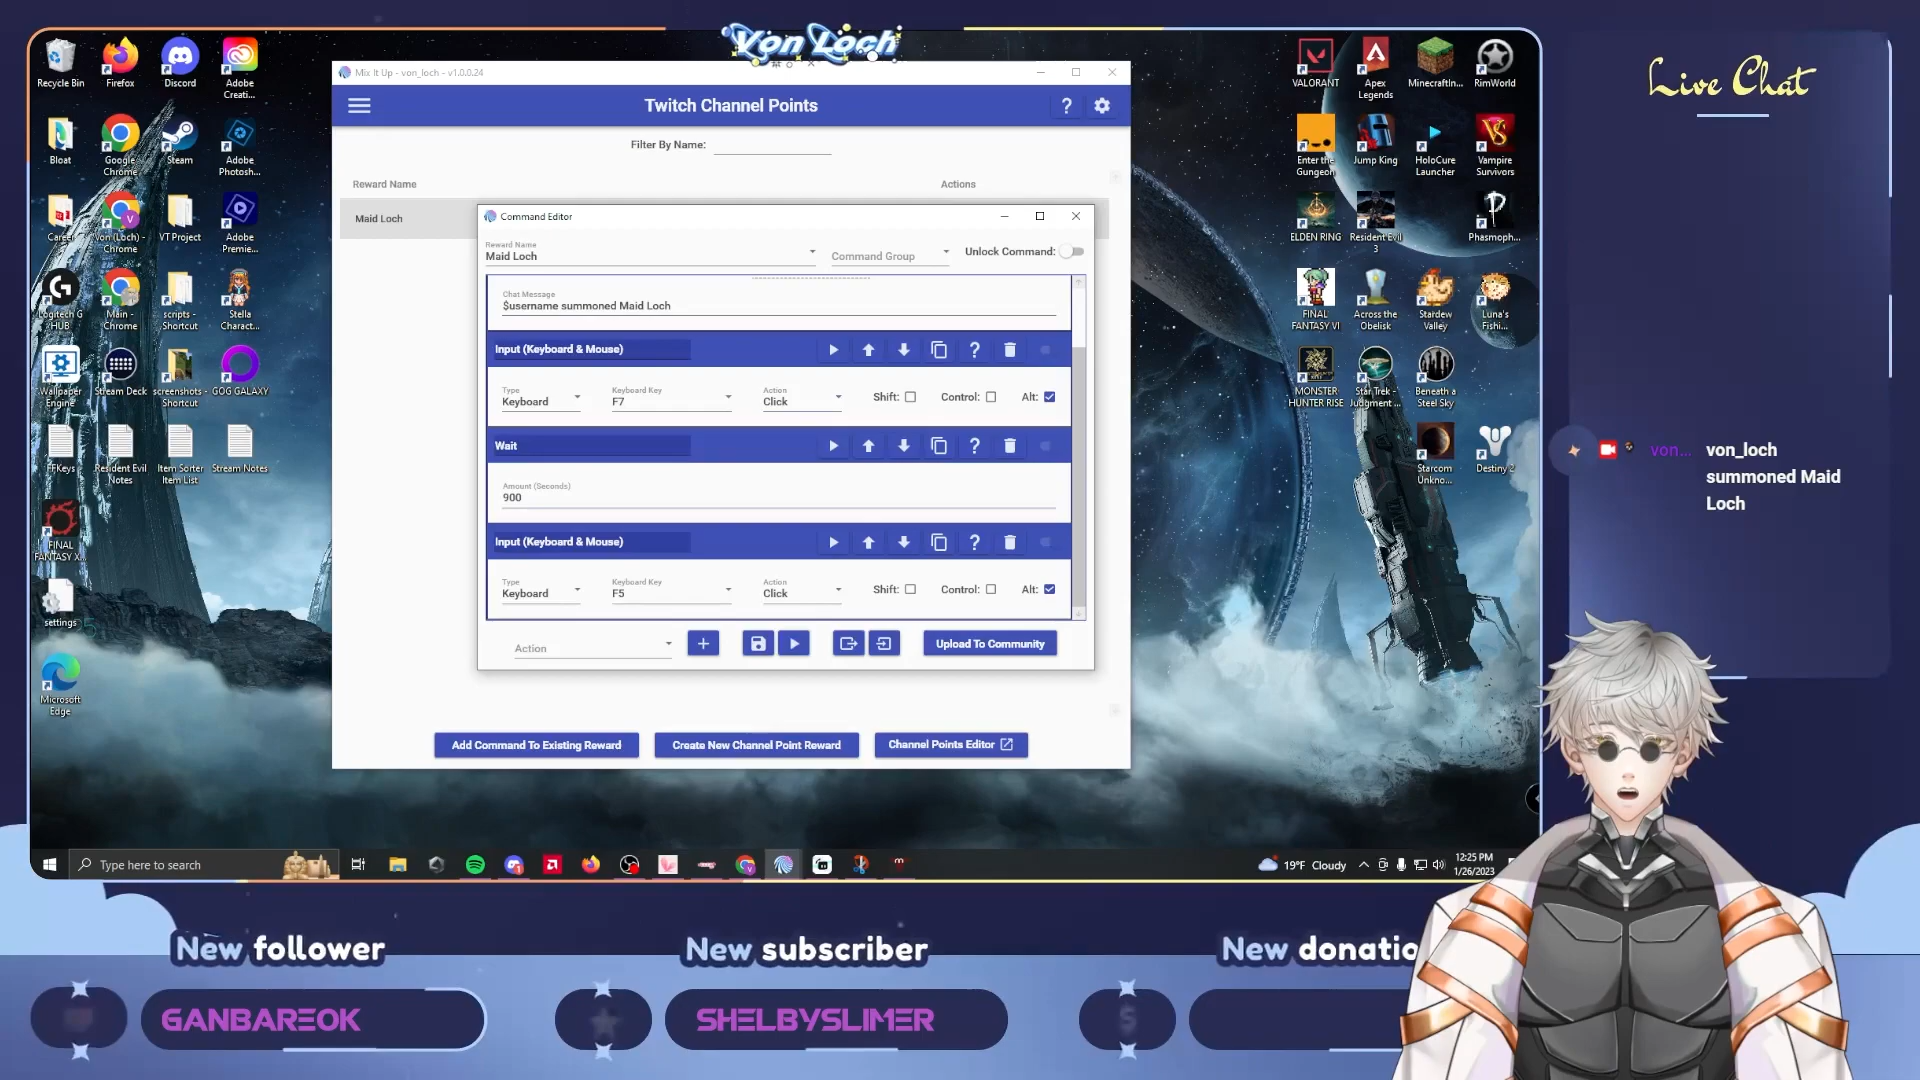 Von Loch
Live Chat
Recycle Bin
Firefox
Discord
Adobe
Creati...
Bloat
Google
Chrome
Steam
Adobe
Photosh...
Career
Von (Loch) -
Chrome
VT Project
Adobe
Premie...
Logitech G
HUB
Main -
Chrome
scripts -
Shortcut
Stella
Charact...
Wallpaper
Engine
Stream Deck
screenshots -
Shortcut
GOG GALAXY
FFKeys
Resident Evil
Notes
Item Sorter
Item List
Stream Notes
FINAL
FANTASY X...
settings
Microsoft
Edge
Mix It Up - von_loch - v1.0.0.24
Twitch Channel Points
?
Filter By Name:
Reward Name
Actions
Maid Loch
Command Editor
Reward Name
Maid Loch
Command Group
Unlock Command:
Chat Message
$username summoned Maid Loch
Input (Keyboard & Mouse)
?
Type
Keyboard
Keyboard Key
F7
Action
Click
Shift:
Control:
Alt:
Wait
?
Amount (Seconds)
900
Input (Keyboard & Mouse)
?
Type
Keyboard
Keyboard Key
F5
Action
Click
Shift:
Control:
Alt:
Action
Upload To Community
Add Command To Existing Reward
Create New Channel Point Reward
Channel Points Editor
VALORANT
Apex
Legends
Minecraftin...
RimWorld
Enter the
Gungeon
Jump King
HoloCure
Launcher
Vampire
Survivors
ELDEN RING
Resident Evil
3
Phasmoph...
FINAL
FANTASY VI
Across the
Obelisk
Stardew
Valley
Luna's
Fishi...
MONSTER
HUNTER RISE
Star Trek -
Judgment ...
Beneath a
Steel Sky
Starcom
Unkno...
Destiny 2
von...
von_loch
summoned Maid
Loch
Type here to search
19°F Cloudy
12:25 PM
1/26/2023
New follower
New subscriber
New donatio
GANBAREOK
SHELBYSLIMER
$